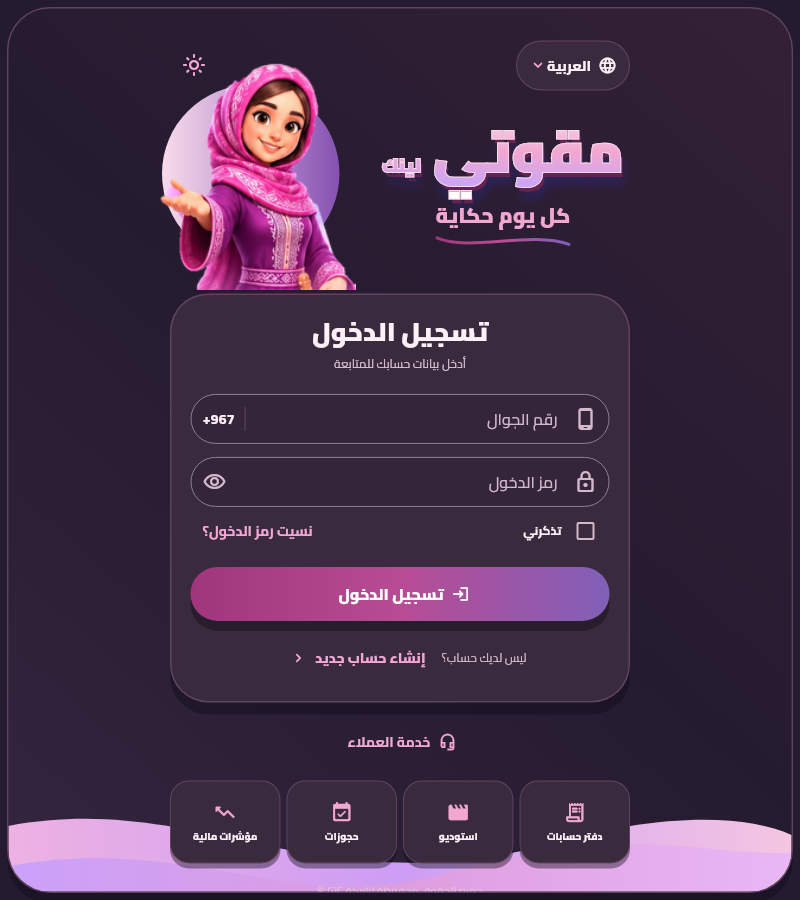 العربية
مقوتي لينك
كل يوم حكاية
تسجيل الدخول
أدخل بيانات حسابك للمتابعة
رقم الجوال
+967
رمز الدخول
تذكرني
نسيت رمز الدخول؟
تسجيل الدخول
ليس لديك حساب؟ إنشاء حساب جديد
خدمة العملاء
دفتر حسابات
استوديو
حجوزات
مؤشرات مالية